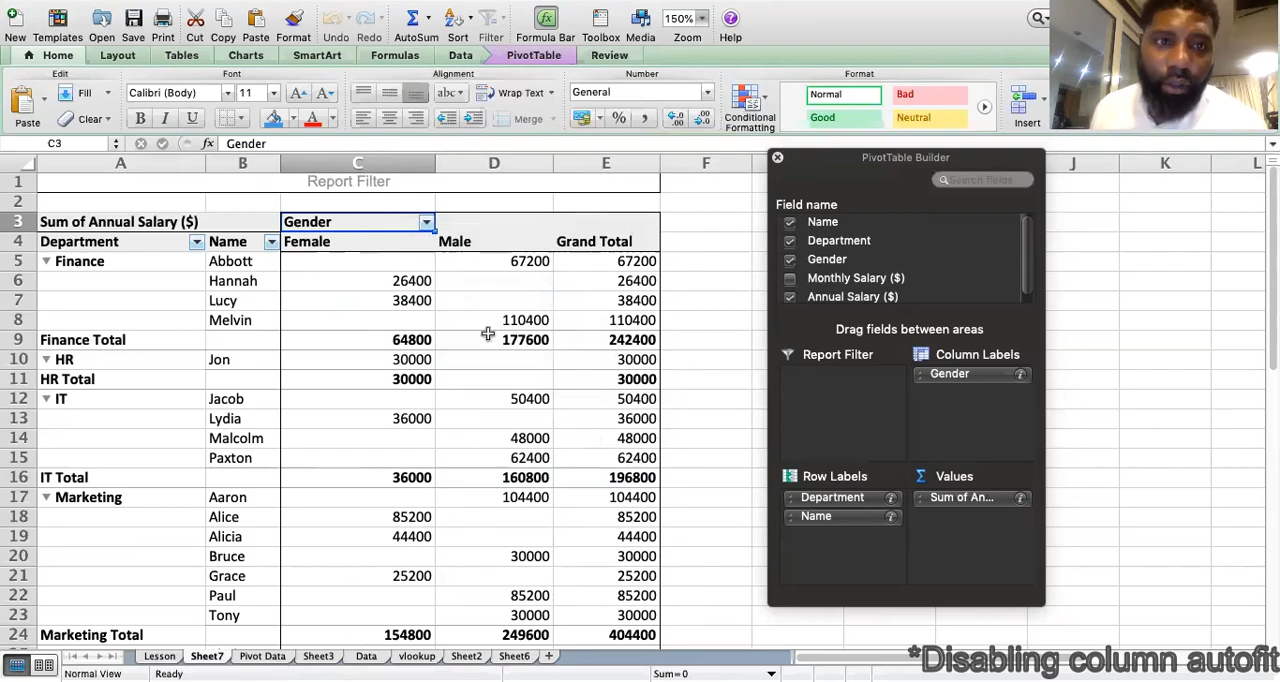 New Templates Open Save Print Cut Copy Paste Format Undo Redo AutoSum Sort Filter Formula Bar Toolbox Media 150% Zoom Help
Home Layout Tables Charts SmartArt Formulas Data PivotTable Review
Edit Font Alignment Number Format
Paste Fill Calibri (Body) 11 A A abc Wrap Text General Conditional Formatting Normal Bad Insert
Clear B I U A Merge % , Good Neutral
C3 fx Gender
A B C D E F J K L
1 Report Filter
2
3 Sum of Annual Salary ($) Gender
4 Department Name Female Male Grand Total
5 Finance Abbott 67200 67200
6 Hannah 26400 26400
7 Lucy 38400 38400
8 Melvin 110400 110400
9 Finance Total 64800 177600 242400
10 HR Jon 30000 30000
11 HR Total 30000 30000
12 IT Jacob 50400 50400
13 Lydia 36000 36000
14 Malcolm 48000 48000
15 Paxton 62400 62400
16 IT Total 36000 160800 196800
17 Marketing Aaron 104400 104400
18 Alice 85200 85200
19 Alicia 44400 44400
20 Bruce 30000 30000
21 Grace 25200 25200
22 Paul 85200 85200
23 Tony 30000 30000
24 Marketing Total 154800 249600 404400
PivotTable Builder
Search fields
Field name
Name
Department
Gender
Monthly Salary ($)
Annual Salary ($)
Drag fields between areas
Report Filter Column Labels
Gender
Row Labels Values
Department Sum of An...
Name
Lesson Sheet7 Pivot Data Sheet3 Data vlookup Sheet2 Sheet6 +
Normal View Ready Sum=0
*Disabling column autofit